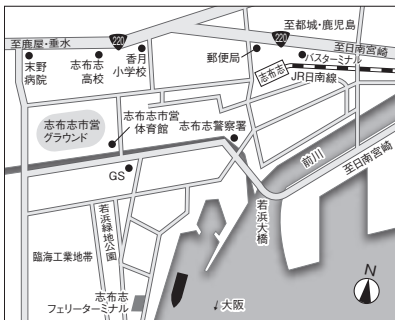 至都城・鹿児島
至鹿屋・垂水
220
香月
小学校
郵便局
220
至日南宮崎
バスターミナル
末野
病院
志布志
高校
志布志
JR日南線
志布志市営
グラウンド
志布志市営
体育館
志布志警察署
前川
至日南宮崎
GS
若浜緑地公園
若浜大橋
臨海工業地帯
志布志
フェリーターミナル
大阪
N